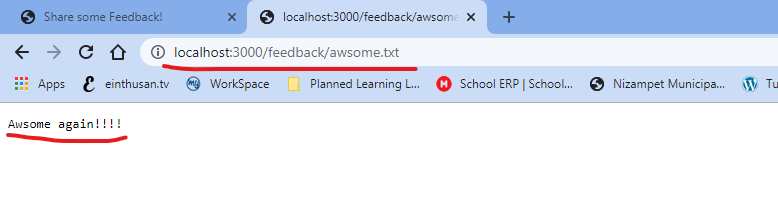 Share some Feedback!
localhost:3000/feedback/awsome
localhost:3000/feedback/awsome.txt
Apps
einthusan.tv
WorkSpace
Planned Learning L...
School ERP | School...
Nizampet Municipa...
Tu
Awsome again!!!!